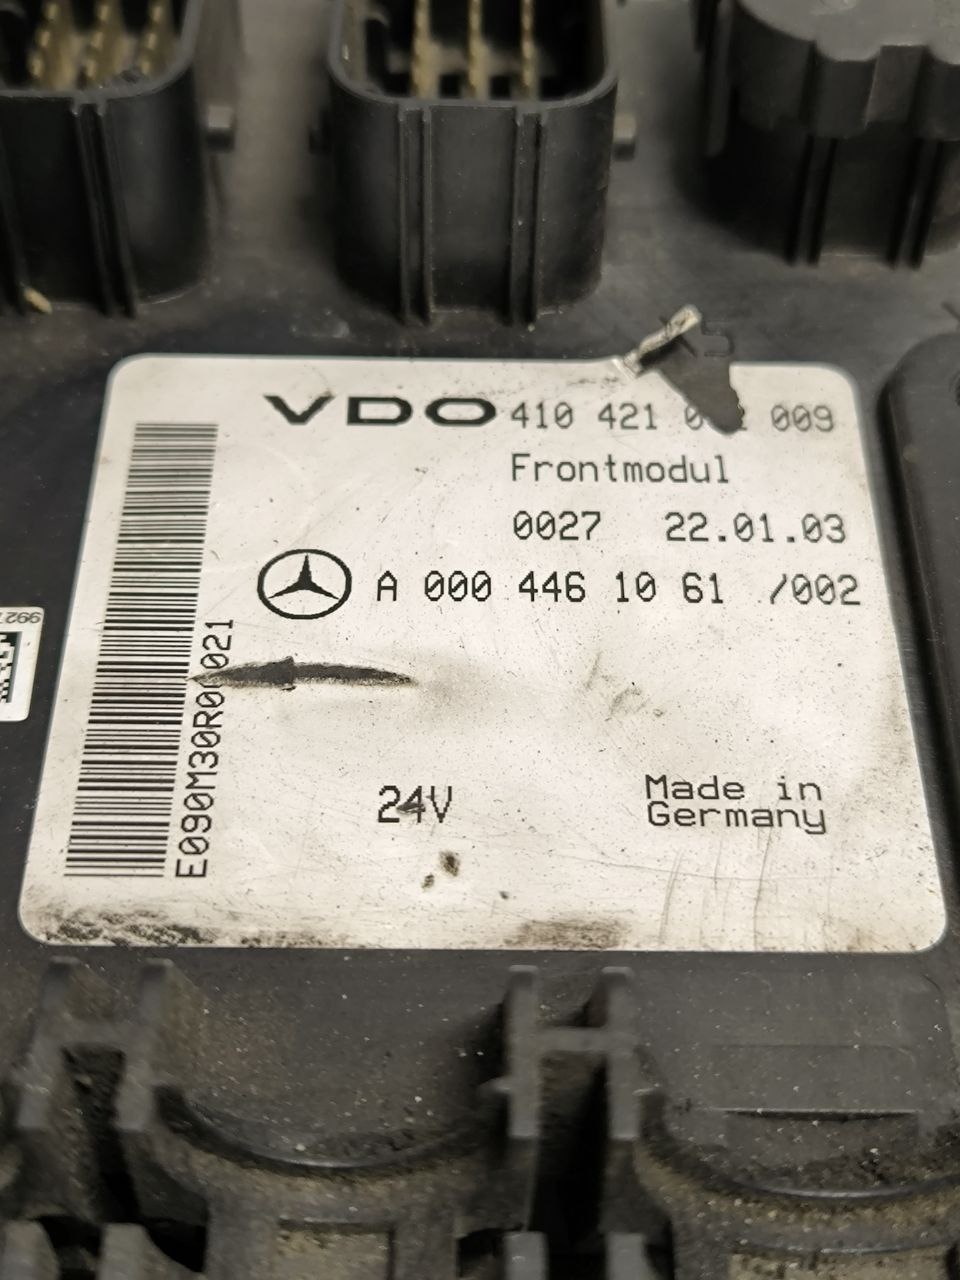 VDO 410 421 009
Frontmodul
0027 22.01.03
A 000 446 10 61 /002
24V
Made in
Germany